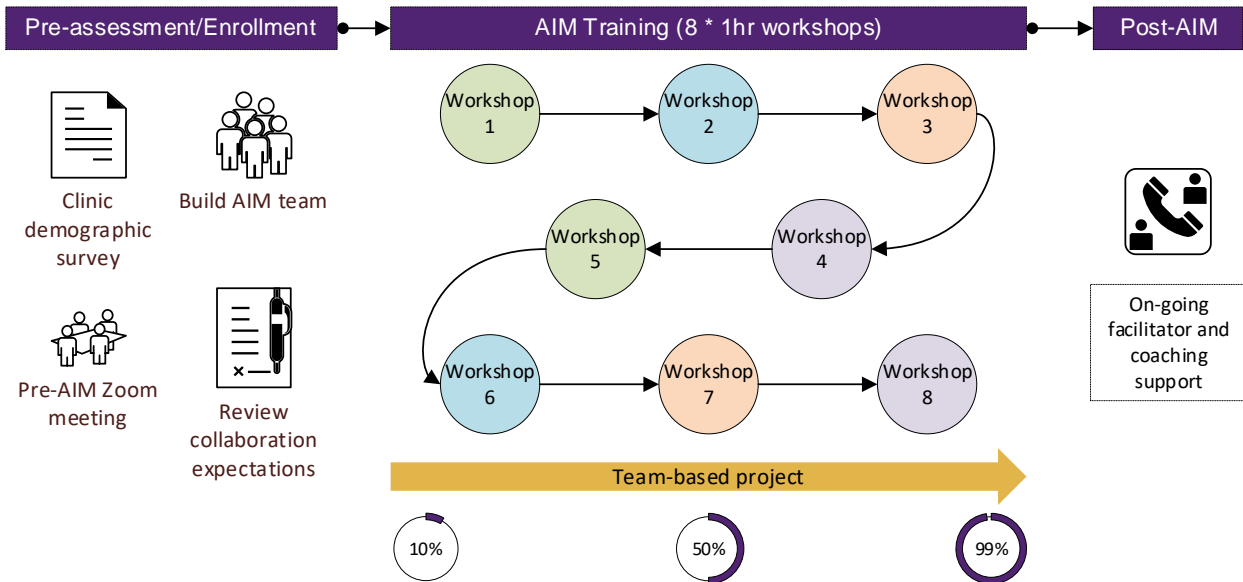 Pre-assessment/Enrollment
AIM Training (8 * 1hr workshops)
Post-AIM
Clinic
demographic
survey
Build AIM team
Pre-AIM Zoom
meeting
Review
collaboration
expectations
Workshop
1
Workshop
2
Workshop
3
Workshop
4
Workshop
5
Workshop
6
Workshop
7
Workshop
8
Team-based project
10%
50%
99%
On-going
facilitator and
coaching
support